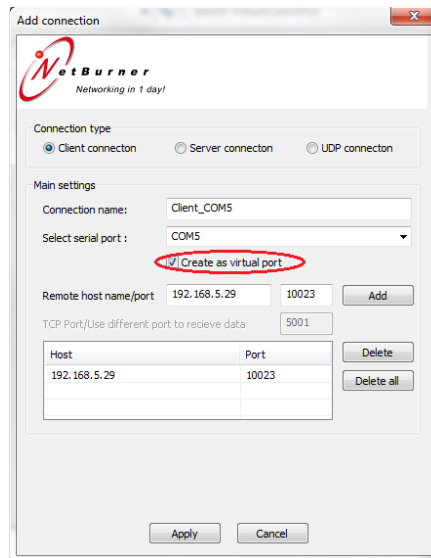 Add connection
NetBurner
Networking in 1 day!
Connection type
Client connecton
Server connecton
UDP connecton
Main settings
Connection name:
Client_COM5
Select serial port :
COM5
Create as virtual port
Remote host name/port
192.168.5.29
10023
Add
TCP Port/Use different port to recieve data
5001
Host
Port
Delete
192.168.5.29
10023
Delete all
Apply
Cancel